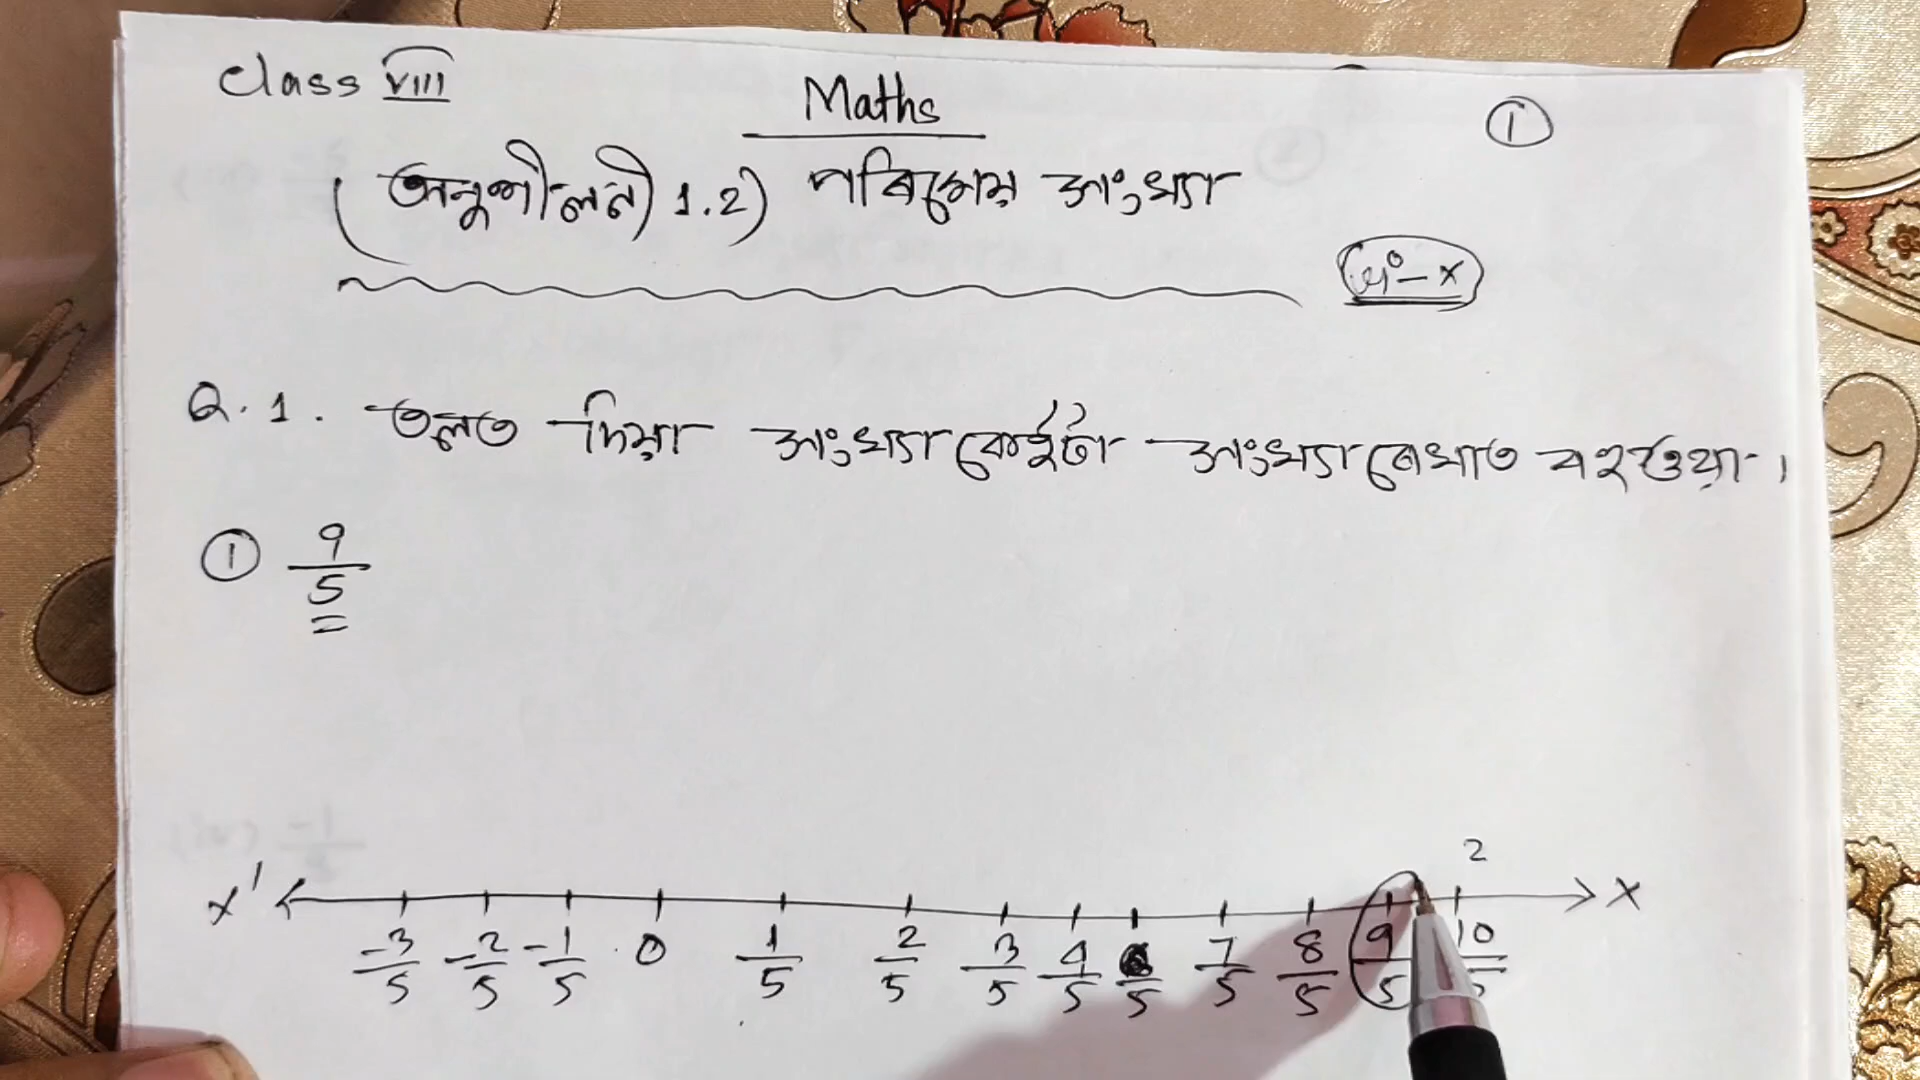 Class VIII
Maths
①
(অনুশীলনী 1.2) পৰিমেয় সংখ্যা
Q.1. তলত দিয়া সংখ্যাকেইটা সংখ্যাৰেখাত বহুওৱা।
① 9/5
2
X' X
-3/5 -2/5 -1/5 0 1/5 2/5 3/5 4/5 6/5 7/5 8/5 9/5 10